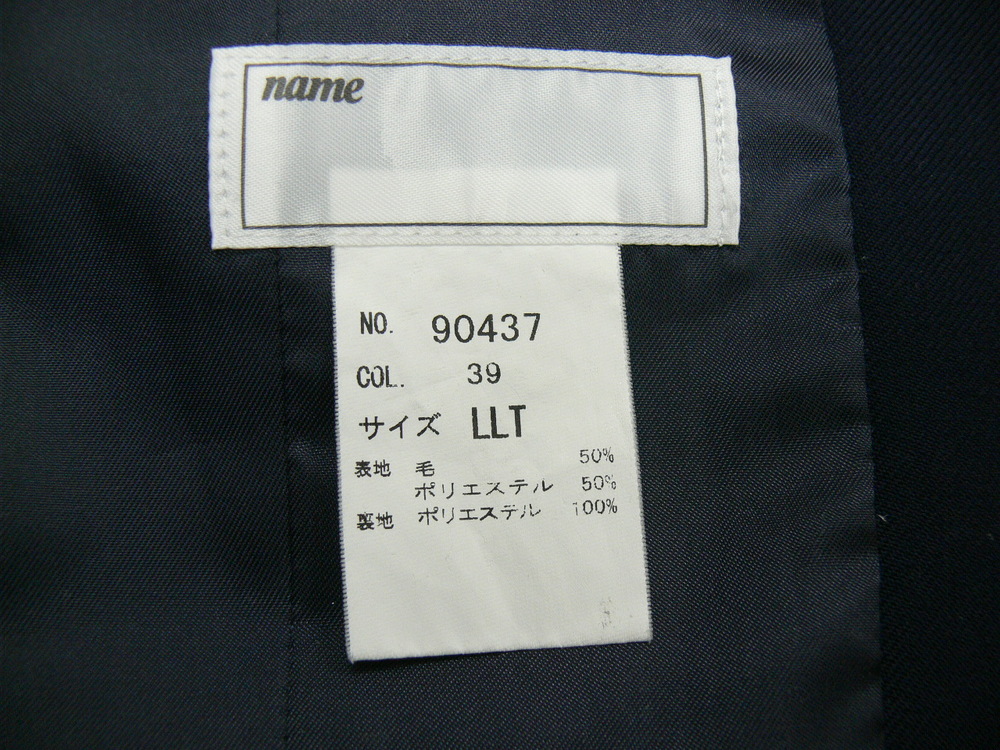 name
NO. 90437
COL. 39
サイズ LLT
表地 毛 50%
ポリエステル 50%
裏地 ポリエステル 100%